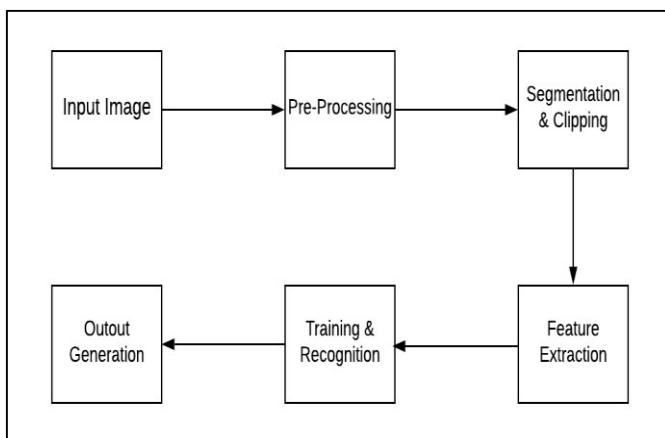 Input Image
Pre-Processing
Segmentation
& Clipping
Feature
Extraction
Training &
Recognition
Outout
Generation